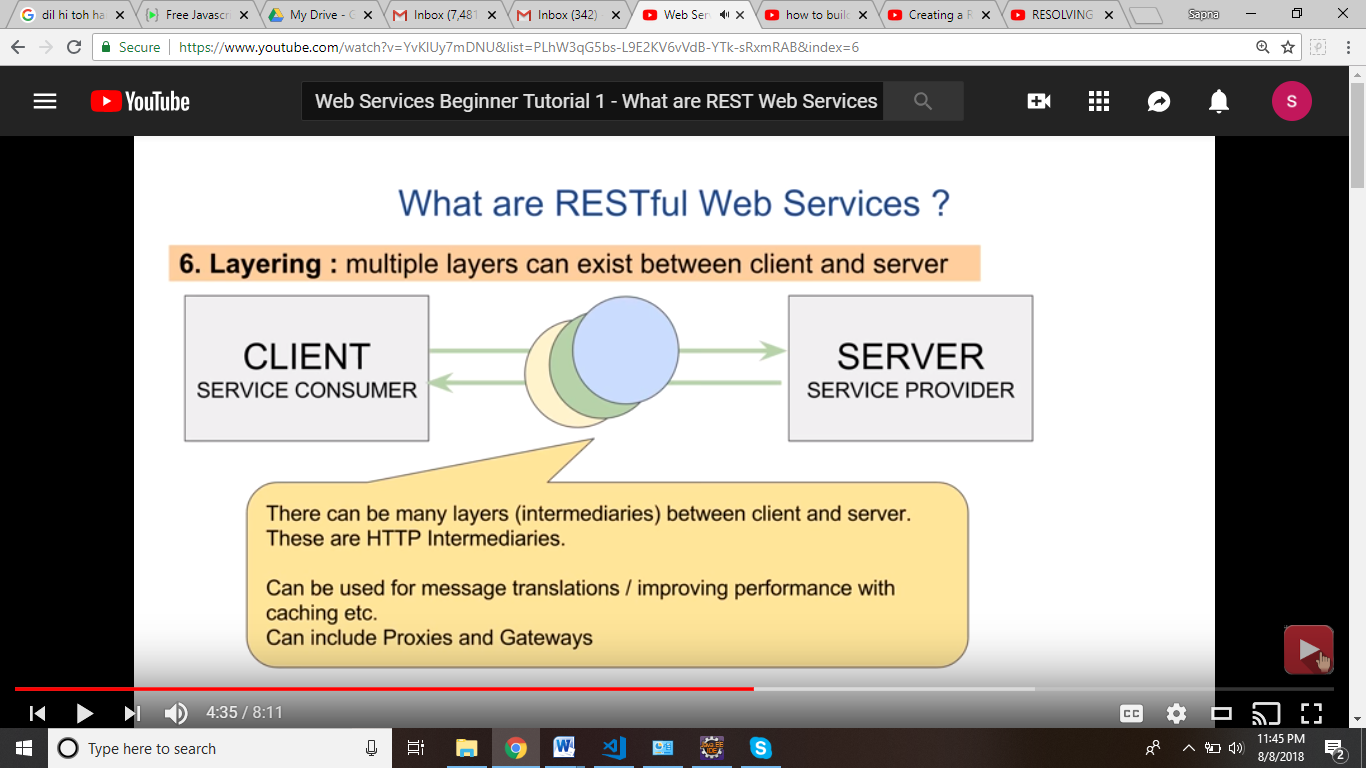 dil hi toh ha
Free Javascr
My Drive - G
Inbox (7,481
Inbox (342)
Web Ser
how to buil
Creating a R
RESOLVING
Sapna
Secure
https://www.youtube.com/watch?v=YvKlUy7mDNU&list=PLhW3qG5bs-L9E2KV6vVdB-YTk-sRxmRAB&index=6
YouTube
Web Services Beginner Tutorial 1 - What are REST Web Services
S
What are RESTful Web Services ?
6. Layering : multiple layers can exist between client and server
CLIENT
SERVICE CONSUMER
SERVER
SERVICE PROVIDER
There can be many layers (intermediaries) between client and server.
These are HTTP Intermediaries.
Can be used for message translations / improving performance with
caching etc.
Can include Proxies and Gateways
4:35 / 8:11
CC
Type here to search
11:45 PM
8/8/2018
2